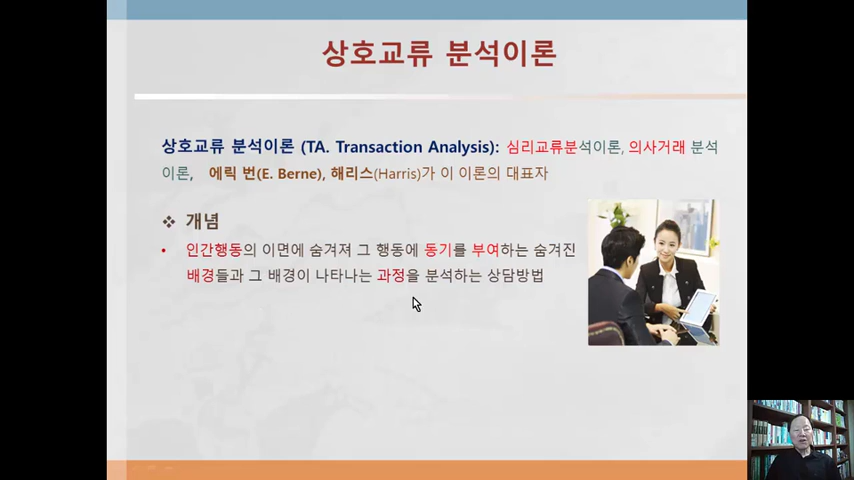 상호교류 분석이론
상호교류 분석이론 (TA. Transaction Analysis): 심리교류분석이론, 의사거래 분석
이론, 에릭 번(E. Berne), 해리스(Harris)가 이 이론의 대표자
❖ 개념
• 인간행동의 이면에 숨겨져 그 행동에 동기를 부여하는 숨겨진
배경들과 그 배경이 나타나는 과정을 분석하는 상담방법